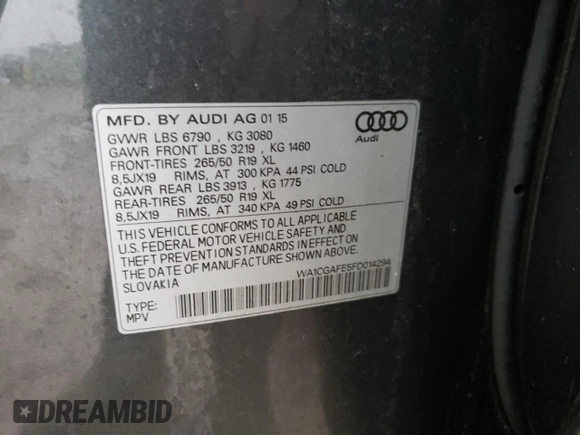 MFD. BY AUDI AG 01 15
GVWR LBS 6790 , KG 3080
GAWR FRONT LBS 3219 , KG 1460
FRONT-TIRES 265/50 R19 XL
8,5JX19 RIMS, AT 300 KPA 44 PSI COLD
GAWR REAR LBS 3913 , KG 1775
REAR-TIRES 265/50 R19 XL
8,5JX19 RIMS, AT 340 KPA 49 PSI COLD
THIS VEHICLE CONFORMS TO ALL APPLICABLE
U.S. FEDERAL MOTOR VEHICLE SAFETY AND
THEFT PREVENTION STANDARDS IN EFFECT ON
THE DATE OF MANUFACTURE SHOWN ABOVE.
SLOVAKIA
WA1CGAFE5FD014294
TYPE:
MPV
Audi
DREAMBID